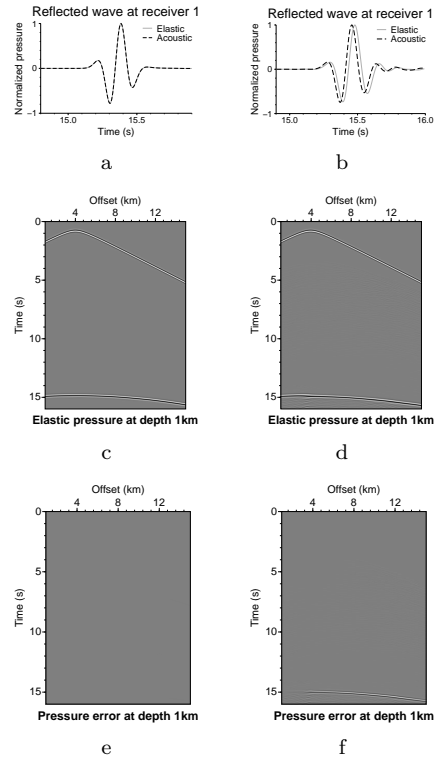 Reflected wave at receiver 1
Normalized pressure
1
0
−1
Elastic
Acoustic
15.0
15.5
Time (s)
a
Reflected wave at receiver 1
Normalized pressure
1
0
−1
Elastic
Acoustic
15.0
15.5
16.0
Time (s)
b
Offset (km)
4
8
12
Time (s)
0
5
10
15
Elastic pressure at depth 1km
c
Offset (km)
4
8
12
Time (s)
0
5
10
15
Elastic pressure at depth 1km
d
Offset (km)
4
8
12
Time (s)
0
5
10
15
Pressure error at depth 1km
e
Offset (km)
4
8
12
Time (s)
0
5
10
15
Pressure error at depth 1km
f